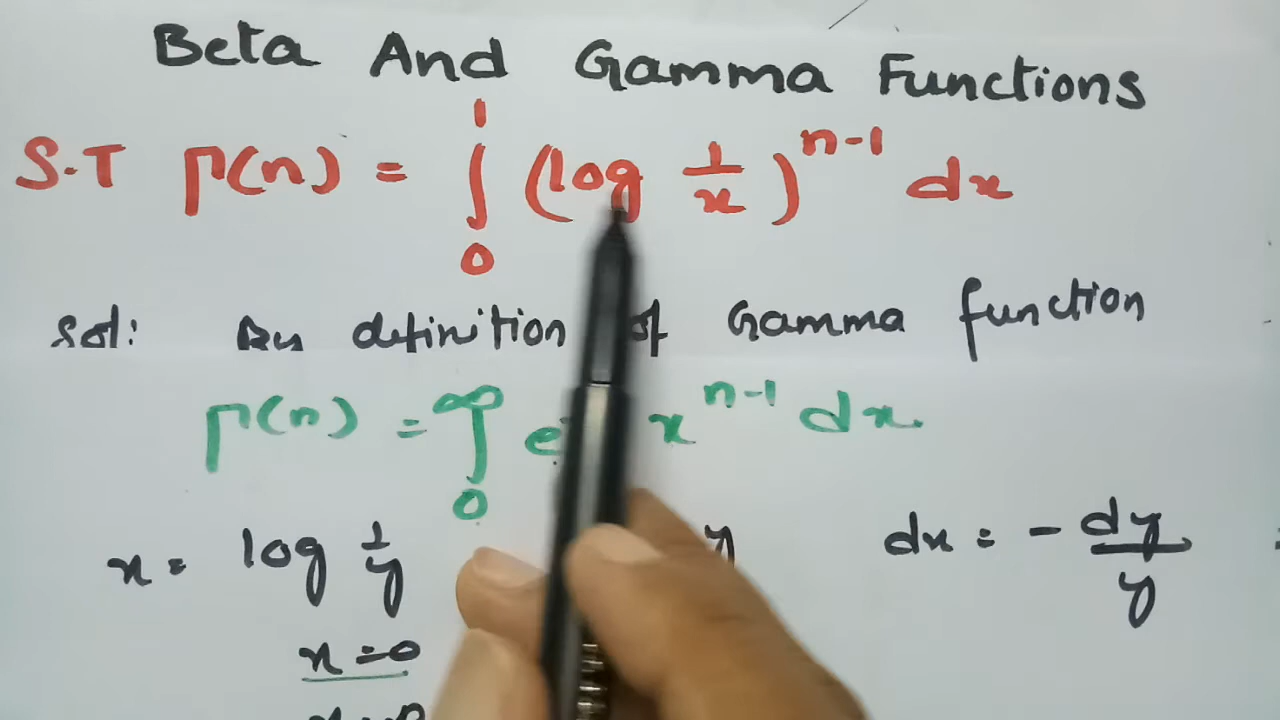 Beta And Gamma Functions
S.T Γ(n) = ∫₀¹ (log 1/x)ⁿ⁻¹ dx
Sol: definition of Gamma function
Γ(n) = ∫₀^∞ e x ⁿ⁻¹ dx.
x = log 1/y y dx = - dy/y
x=0